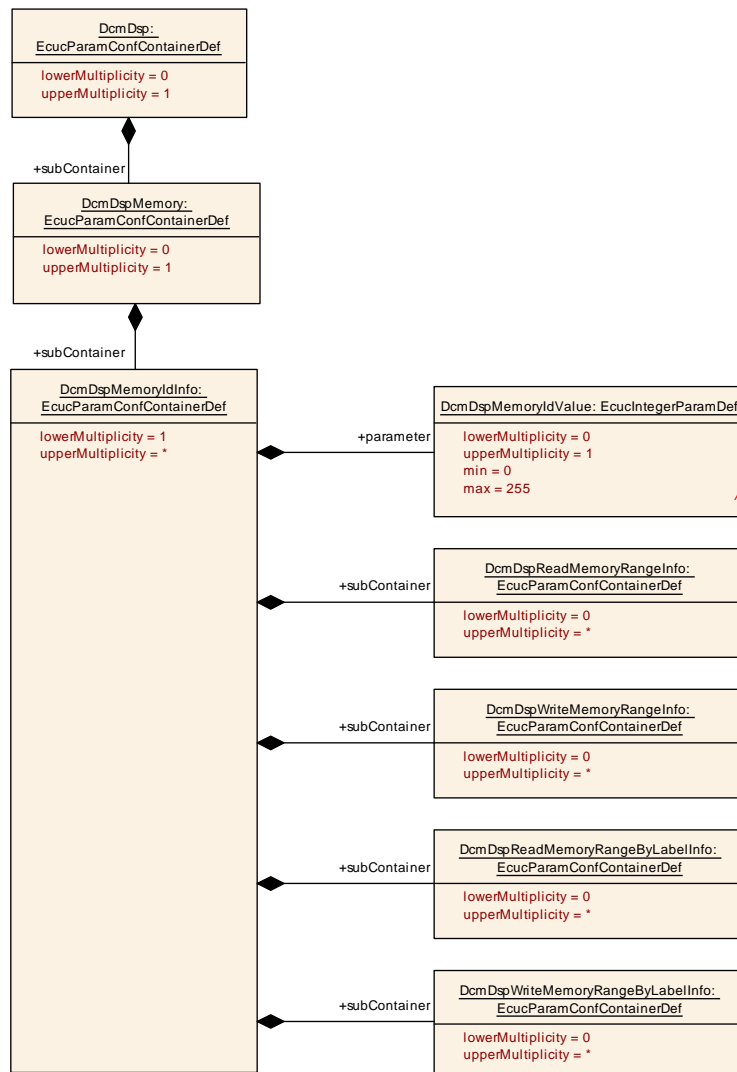 DcmDsp:
EcucParamConfContainerDef
lowerMultiplicity = 0
upperMultiplicity = 1
+subContainer
DcmDspMemory:
EcucParamConfContainerDef
lowerMultiplicity = 0
upperMultiplicity = 1
+subContainer
DcmDspMemoryIdInfo:
EcucParamConfContainerDef
lowerMultiplicity = 1
upperMultiplicity = *
+parameter
DcmDspMemoryIdValue: EcucIntegerParamDef
lowerMultiplicity = 0
upperMultiplicity = 1
min = 0
max = 255
+subContainer
DcmDspReadMemoryRangeInfo:
EcucParamConfContainerDef
lowerMultiplicity = 0
upperMultiplicity = *
+subContainer
DcmDspWriteMemoryRangeInfo:
EcucParamConfContainerDef
lowerMultiplicity = 0
upperMultiplicity = *
+subContainer
DcmDspReadMemoryRangeByLabelInfo:
EcucParamConfContainerDef
lowerMultiplicity = 0
upperMultiplicity = *
+subContainer
DcmDspWriteMemoryRangeByLabelInfo:
EcucParamConfContainerDef
lowerMultiplicity = 0
upperMultiplicity = *